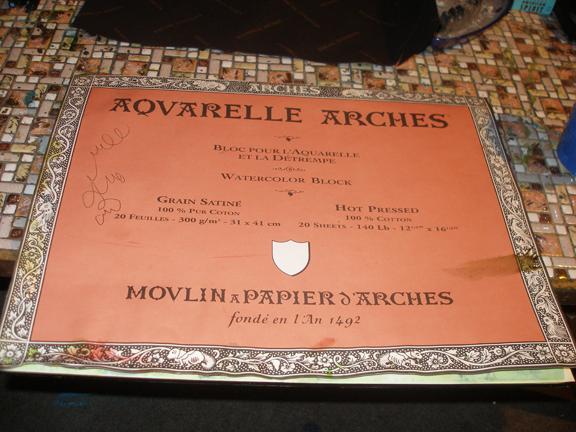 ARCHES
AQVARELLE ARCHES
BLOC POUR L'AQUARELLE
ET LA DÉTREMPE
WATERCOLOR BLOCK
GRAIN SATINÉ
100 % PUR COTON
20 FEUILLES - 300 g/m² - 31 x 41 cm
HOT PRESSED
100 % COTTON
20 SHEETS - 140 LB - 12 x 16
MOVLIN A PAPIER D'ARCHES
fondé en l'An 1492
SPIRIT